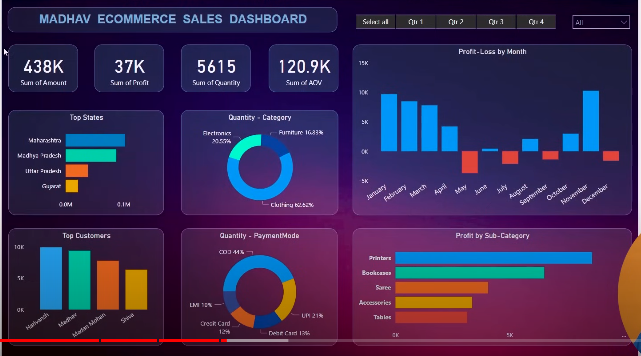 MADHAV ECOMMERCE SALES DASHBOARD
Select all Qtr 1 Qtr 2 Qtr 3 Qtr 4
All
438K
Sum of Amount
37K
Sum of Profit
5615
Sum of Quantity
120.9K
Sum of AOV
Profit-Loss by Month
15K
10K
5K
0K
5K
January
February
March
April
May
June
July
August
September
October
November
December
Top States
Maharashtra
Madhya Pradesh
Uttar Pradesh
Gujarat
0.0M 0.1M
Quantity - Category
Electronics
20.55%
Furniture 16.83%
Clothing 62.62%
Top Customers
10K
5K
0K
Harivansh
Madhav
Madan Mohan
Shiva
Quantity - PaymentMode
COD 44%
EMI 10%
Credit Card
12%
Debit Card 13%
UPI 21%
Profit by Sub-Category
Printers
Bookcases
Saree
Accessories
Tables
0K 5K